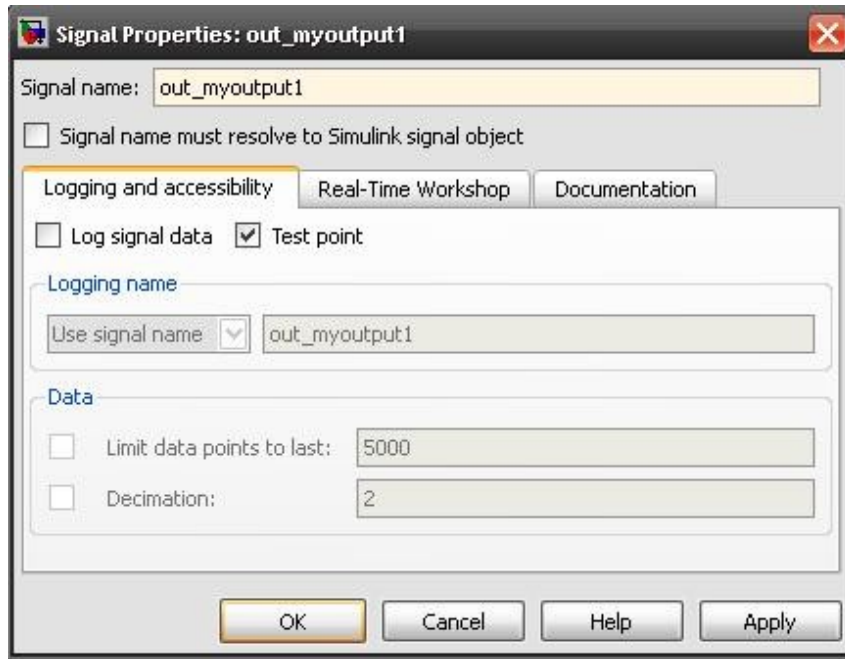 Signal Properties: out_myoutput1
Signal name: out_myoutput1
Signal name must resolve to Simulink signal object
Logging and accessibility Real-Time Workshop Documentation
Log signal data Test point
Logging name
Use signal name out_myoutput1
Data
Limit data points to last: 5000
Decimation: 2
OK Cancel Help Apply